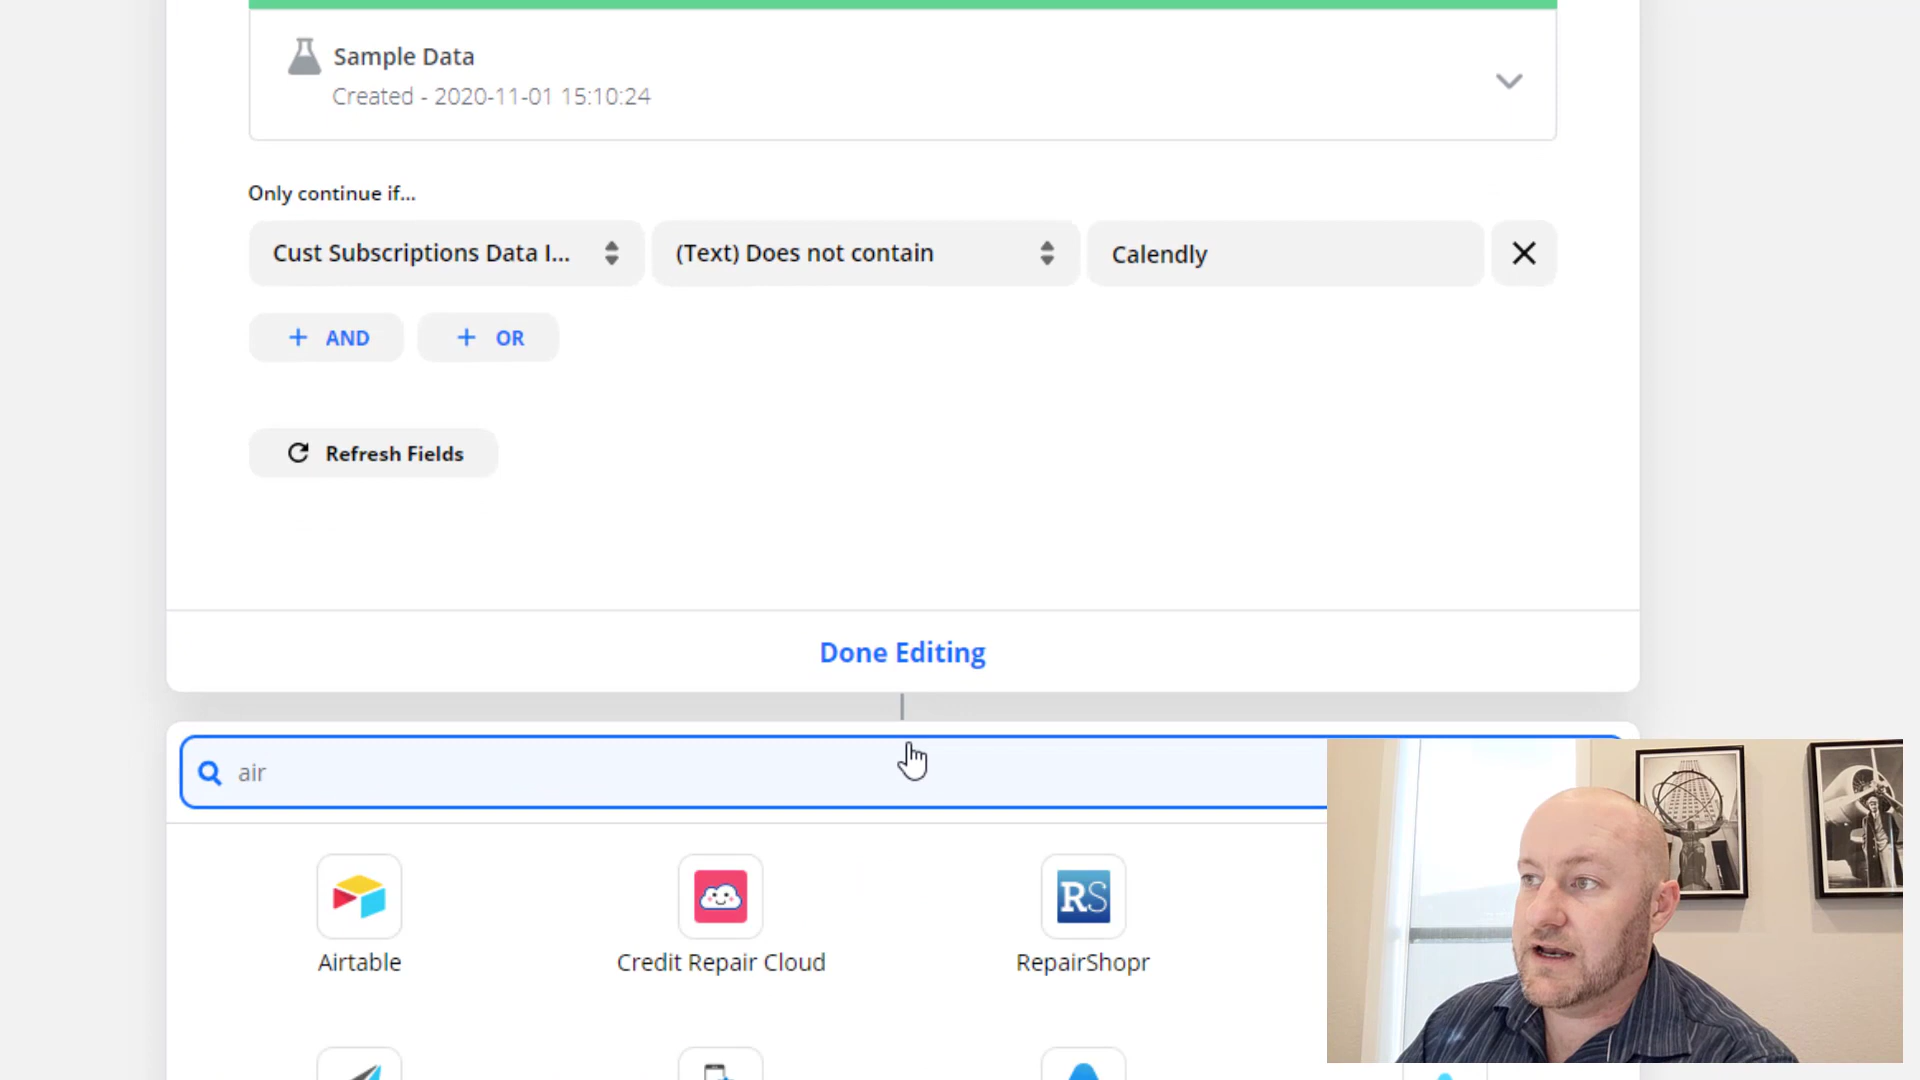 Sample Data
Created - 2020-11-01 15:10:24
Only continue if...
Cust Subscriptions Data I... (Text) Does not contain Calendly
+ AND + OR
Refresh Fields
Done Editing
air
Airtable Credit Repair Cloud RepairShopr
RS